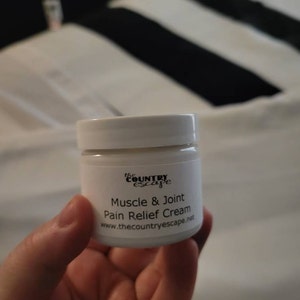 the
COUNTRY
escape
Muscle & Joint
Pain Relief Cream
www.thecountryescape.net